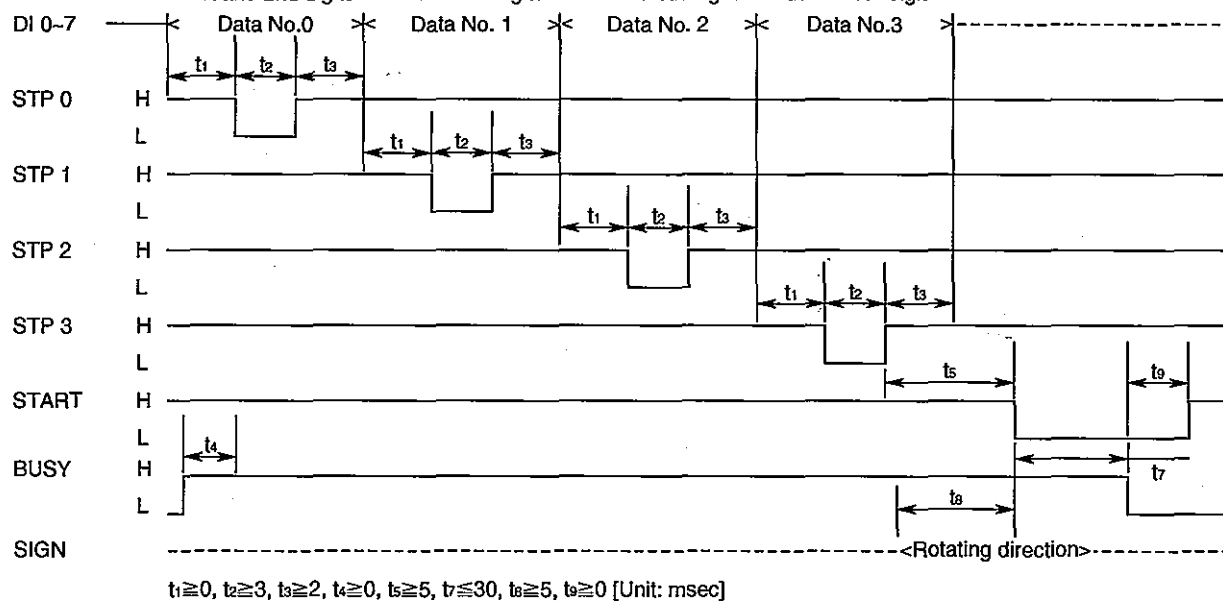 DI 0~7 Data No.0 Data No. 1 Data No. 2 Data No.3
t₁ t₂ t₃
STP 0 H
L
t₁ t₂ t₃
STP 1 H
L
t₁ t₂ t₃
STP 2 H
L
t₁ t₂ t₃
STP 3 H
L
t₅ t₉
START H
L
t₄
BUSY H
t₇
L
t₈
SIGN <Rotating direction>
t₁≧0, t₂≧3, t₃≧2, t₄≧0, t₅≧5, t₇≦30, t₈≧5, t₉≧0 [Unit: msec]